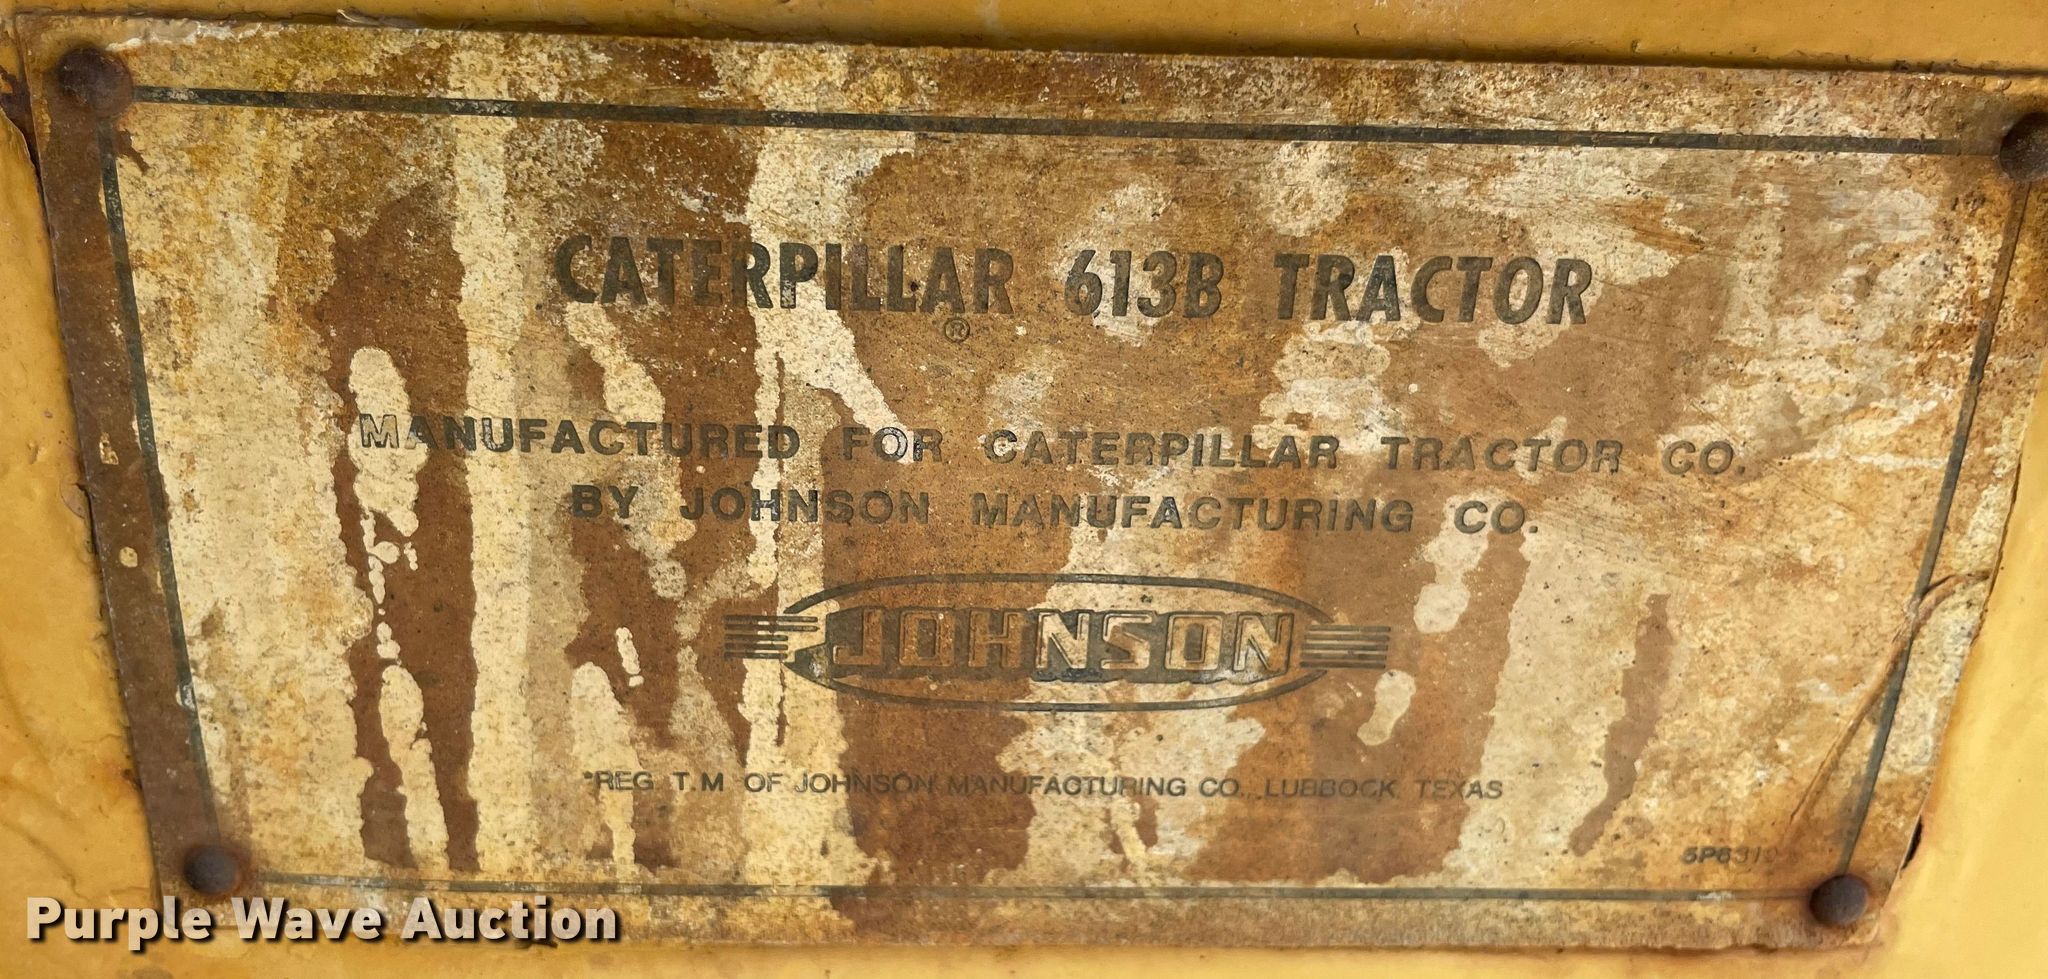 CATERPILLAR 613B TRACTOR
®
MANUFACTURED FOR CATERPILLAR TRACTOR CO.
BY JOHNSON MANUFACTURING CO.
JOHNSON
*REG T.M OF JOHNSON MANUFACTURING CO., LUBBOCK, TEXAS
Purple Wave Auction